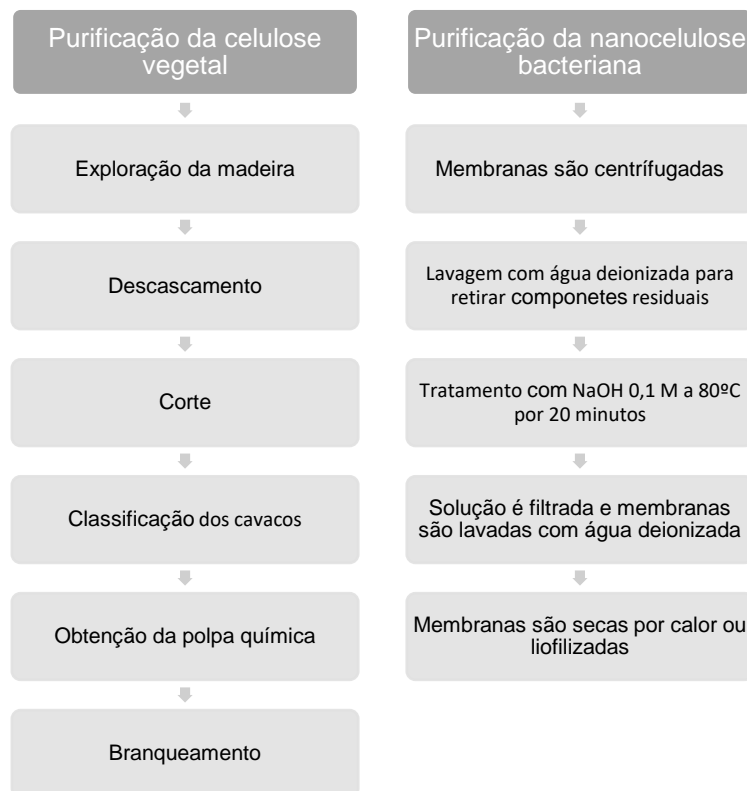 Purificação da celulose
vegetal
Exploração da madeira
Descascamento
Corte
Classificação dos cavacos
Obtenção da polpa química
Branqueamento
Purificação da nanocelulose
bacteriana
Membranas são centrífugadas
Lavagem com água deionizada para
retirar componetes residuais
Tratamento com NaOH 0,1 M a 80ºC
por 20 minutos
Solução é filtrada e membranas
são lavadas com água deionizada
Membranas são secas por calor ou
liofilizadas